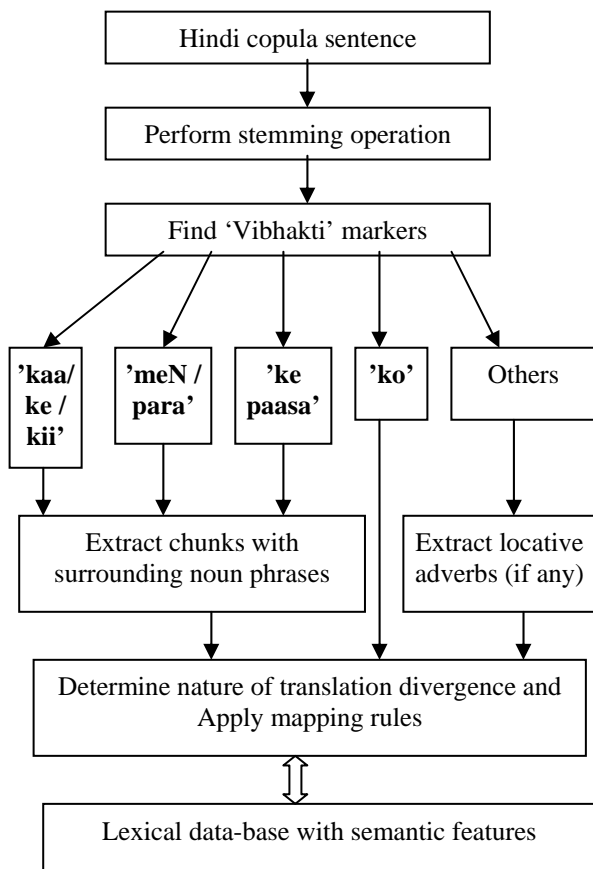 Hindi copula sentence
Perform stemming operation
Find ‘Vibhakti’ markers
’kaa/
ke /
kii’
’meN /
para’
’ke
paasa’
’ko’
Others
Extract chunks with
surrounding noun phrases
Extract locative
adverbs (if any)
Determine nature of translation divergence and
Apply mapping rules
Lexical data-base with semantic features